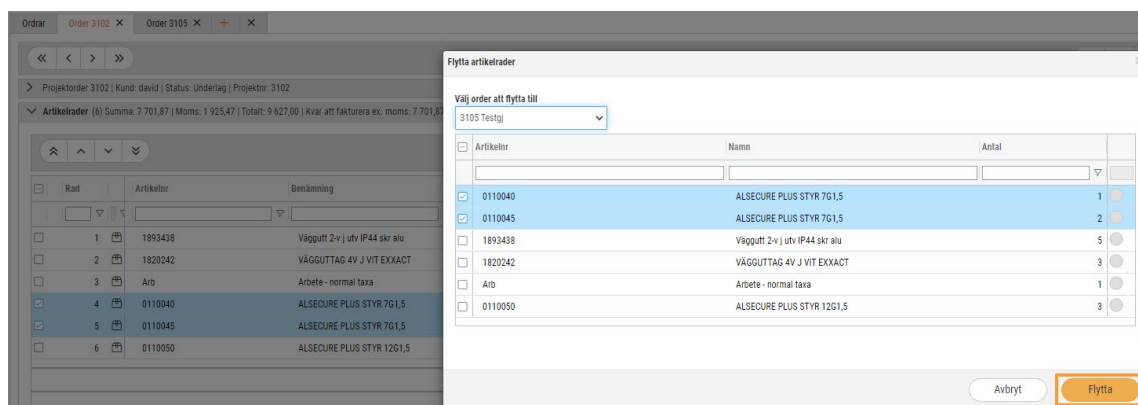 Ordrar Order 3102 Order 3105
Projektorder 3102 | Kund: david | Status: Underlag | Projektnr: 3102
Artikelrader (6) Summa: 7 701,87 | Moms: 1 925,47 | Totalt: 9 627,00 | Kvar att fakturera ex. moms: 7 701,87
Rad Artikelnr Benämning
1 1893438 Väggutt 2-v j utv IP44 skr alu
2 1820242 VÄGGUTTAG 4V J VIT EXXACT
3 Arb Arbete - normal taxa
4 0110040 ALSECURE PLUS STYR 7G1,5
5 0110045 ALSECURE PLUS STYR 7G1,5
6 0110050 ALSECURE PLUS STYR 12G1,5
Flytta artikelrader
Välj order att flytta till
3105 Testgj
Artikelnr Namn Antal
0110040 ALSECURE PLUS STYR 7G1,5 1
0110045 ALSECURE PLUS STYR 7G1,5 2
1893438 Väggutt 2-v j utv IP44 skr alu 5
1820242 VÄGGUTTAG 4V J VIT EXXACT 3
Arb Arbete - normal taxa 1
0110050 ALSECURE PLUS STYR 12G1,5 3
Avbryt Flytta